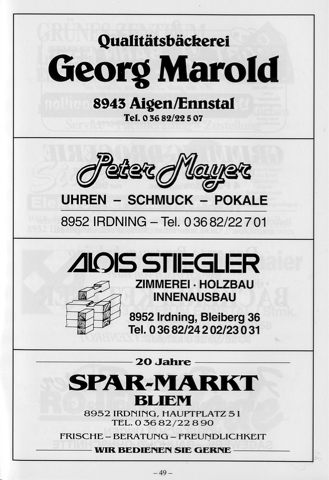 Qualitätsbäckerei
Georg Marold
8943 Aigen/Ennstal
Tel. 0 36 82/22 5 07
Peter Mayer
UHREN – SCHMUCK – POKALE
8952 IRDNING – Tel. 0 36 82/22 7 01
ALOIS STIEGLER
ZIMMEREI · HOLZBAU
INNENAUSBAU
8952 Irdning, Bleiberg 36
Tel. 0 36 82/24 2 02/23 0 31
20 Jahre
SPAR-MARKT
BLIEM
8952 IRDNING, HAUPTPLATZ 51
TEL. 0 36 82/22 8 90
FRISCHE – BERATUNG – FREUNDLICHKEIT
WIR BEDIENEN SIE GERNE
– 49 –